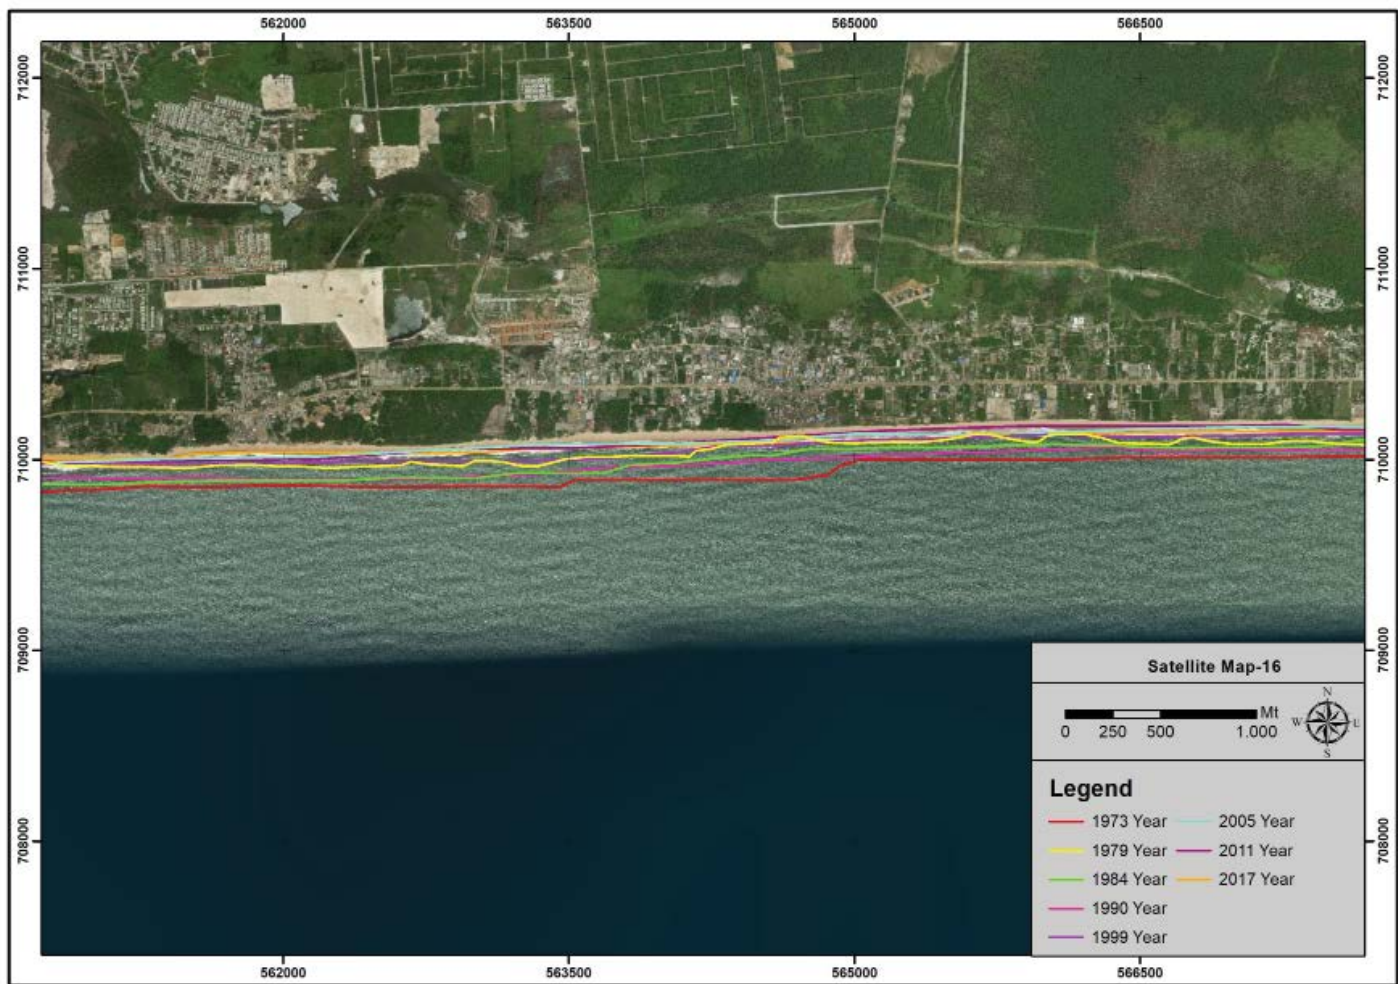 562000 563500 565000 566500
712000 712000
711000 711000
710000 710000
709000 709000
708000 708000
Satellite Map-16
Mt
0 250 500 1.000
N
W E
S
Legend
1973 Year 2005 Year
1979 Year 2011 Year
1984 Year 2017 Year
1990 Year
1999 Year
562000 563500 565000 566500